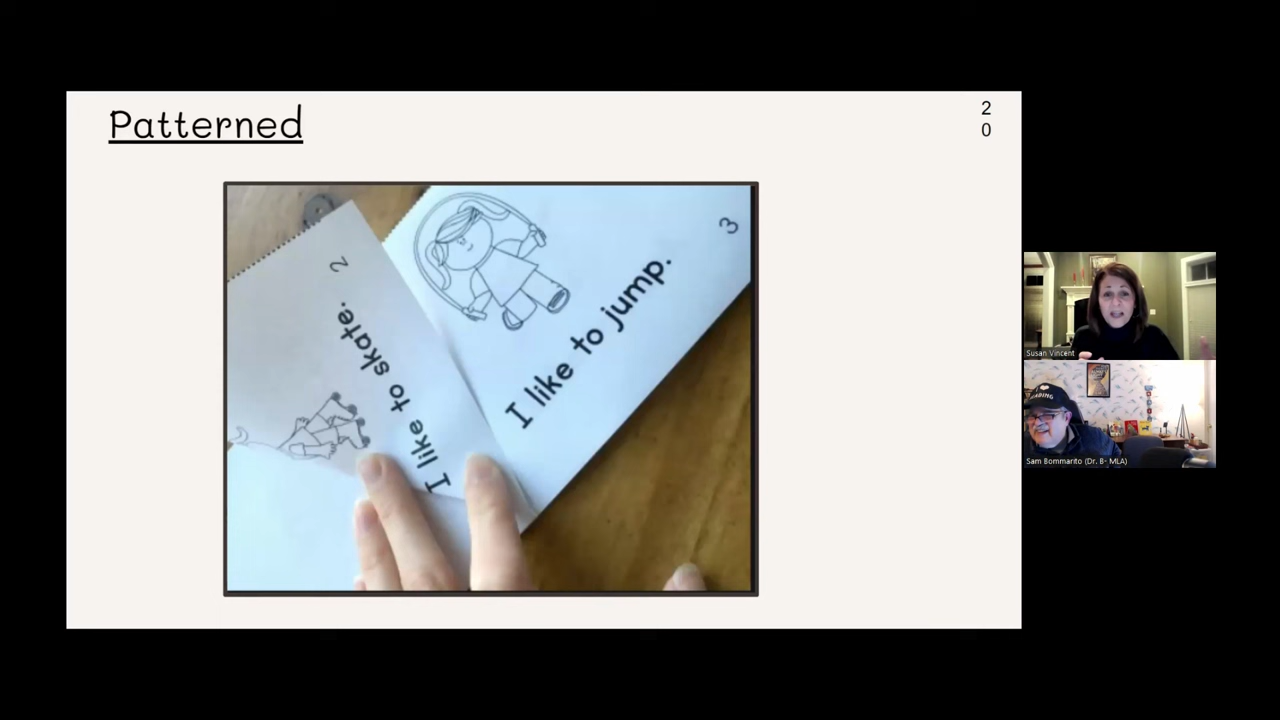 Patterned
2
0
2
I like to skate.
3
I like to jump.
Susan Vincent
Sam Bommarito (Dr. B- MLA)